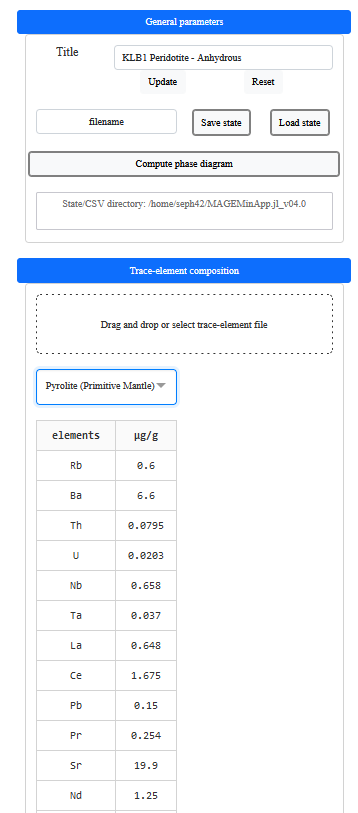 General parameters
Title
KLB1 Peridotite - Anhydrous
Update Reset
filename Save state Load state
Compute phase diagram
State/CSV directory: /home/seph42/MAGEMinApp.jl_v04.0
Trace-element composition
Drag and drop or select trace-element file
Pyrolite (Primitive Mantle)
elements μg/g
Rb 0.6
Ba 6.6
Th 0.0795
U 0.0203
Nb 0.658
Ta 0.037
La 0.648
Ce 1.675
Pb 0.15
Pr 0.254
Sr 19.9
Nd 1.25